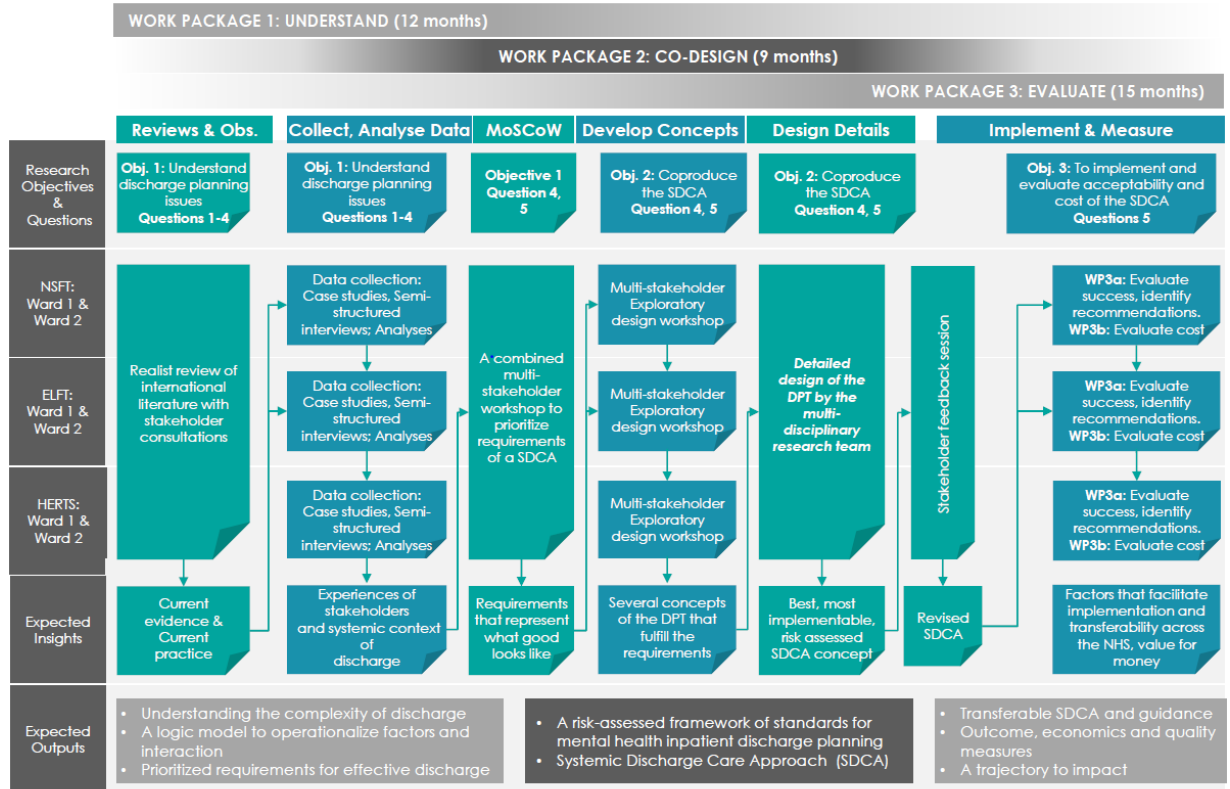 WORK PACKAGE 1: UNDERSTAND (12 months)
WORK PACKAGE 2: CO-DESIGN (9 months)
WORK PACKAGE 3: EVALUATE (15 months)
Reviews & Obs.
Collect, Analyse Data
MoSCoW
Develop Concepts
Design Details
Implement & Measure
Research
Objectives
&
Questions
Obj. 1: Understand
discharge planning
issues
Questions 1-4
Obj. 1: Understand
discharge planning
issues
Questions 1-4
Objective 1
Question 4,
5
Obj. 2: Coproduce
the SDCA
Question 4, 5
Obj. 2: Coproduce
the SDCA
Question 4, 5
Obj. 3: To implement and
evaluate acceptability and
cost of the SDCA
Questions 5
NSFT:
Ward 1 &
Ward 2
ELFT:
Ward 1 &
Ward 2
HERTS:
Ward 1 &
Ward 2
Realist review of
international
literature with
stakeholder
consultations
Data collection:
Case studies, Semi-
structured
interviews; Analyses
Data collection:
Case studies, Semi-
structured
interviews; Analyses
Data collection:
Case studies, Semi-
structured
interviews; Analyses
A combined
multi-
stakeholder
workshop to
prioritize
requirements
of a SDCA
Multi-stakeholder
Exploratory
design workshop
Multi-stakeholder
Exploratory
design workshop
Multi-stakeholder
Exploratory
design workshop
Detailed
design of the
DPT by the
multi-
disciplinary
research team
Stakeholder feedback session
WP3a: Evaluate
success, identify
recommendations.
WP3b: Evaluate cost
WP3a: Evaluate
success, identify
recommendations.
WP3b: Evaluate cost
WP3a: Evaluate
success, identify
recommendations.
WP3b: Evaluate cost
Expected
Insights
Current
evidence &
Current
practice
Experiences of
stakeholders
and systemic context
of
discharge
Requirements
that represent
what good
looks like
Several concepts
of the DPT that
fulfill the
requirements
Best, most
implementable,
risk assessed
SDCA concept
Revised
SDCA
Factors that facilitate
implementation and
transferability across
the NHS, value for
money
Expected
Outputs
• Understanding the complexity of discharge
• A logic model to operationalize factors and
interaction
• Prioritized requirements for effective discharge
• A risk-assessed framework of standards for
mental health inpatient discharge planning
• Systemic Discharge Care Approach (SDCA)
• Transferable SDCA and guidance
• Outcome, economics and quality
measures
• A trajectory to impact